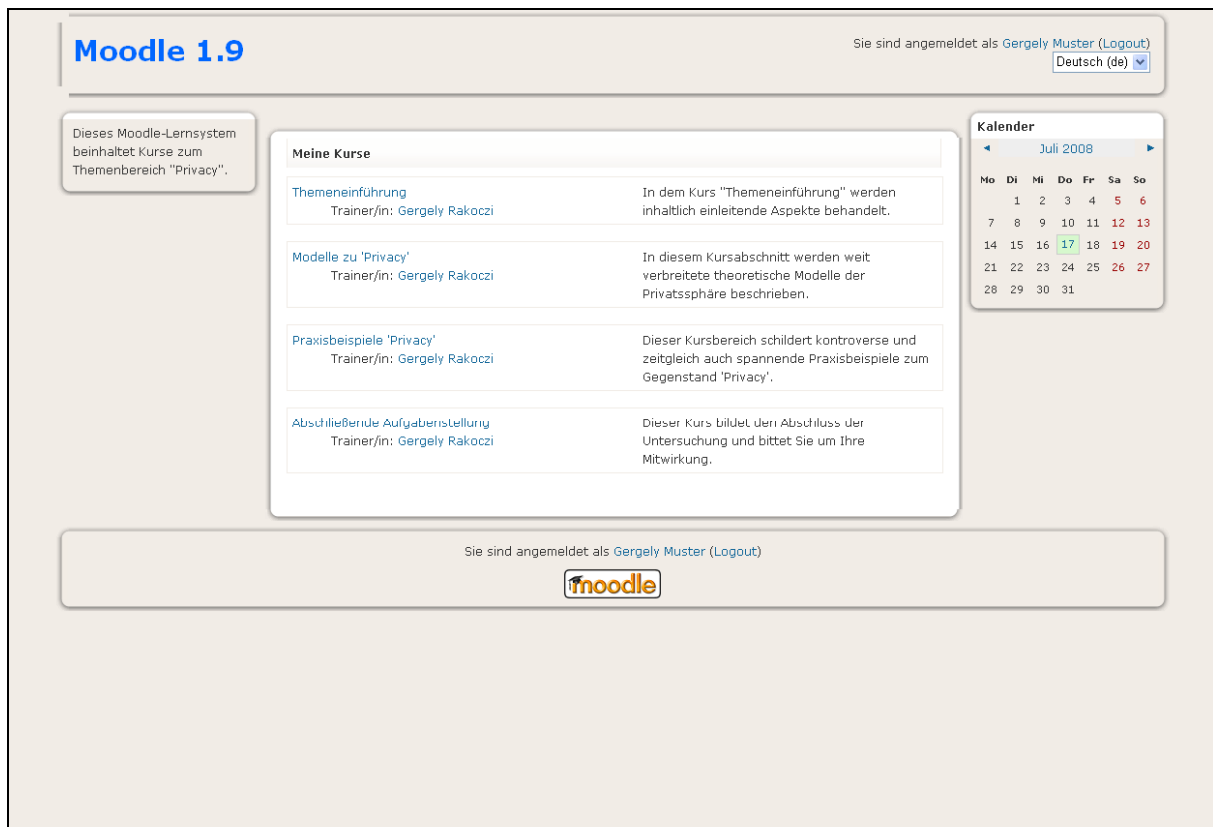 Moodle 1.9
Sie sind angemeldet als Gergely Muster (Logout)
Deutsch (de)
Dieses Moodle-Lernsystem
beinhaltet Kurse zum
Themenbereich "Privacy".
Meine Kurse
Themeneinführung
Trainer/in: Gergely Rakoczi
In dem Kurs "Themeneinführung" werden
inhaltlich einleitende Aspekte behandelt.
Modelle zu 'Privacy'
Trainer/in: Gergely Rakoczi
In diesem Kursabschnitt werden weit
verbreitete theoretische Modelle der
Privatssphäre beschrieben.
Praxisbeispiele 'Privacy'
Trainer/in: Gergely Rakoczi
Dieser Kursbereich schildert kontroverse und
zeitgleich auch spannende Praxisbeispiele zum
Gegenstand 'Privacy'.
Abschließende Aufgabenstellung
Trainer/in: Gergely Rakoczi
Dieser Kurs bildet den Abschluss der
Untersuchung und bittet Sie um Ihre
Mitwirkung.
Kalender
◄ Juli 2008 ►
Mo Di Mi Do Fr Sa So
1 2 3 4 5 6
7 8 9 10 11 12 13
14 15 16 17 18 19 20
21 22 23 24 25 26 27
28 29 30 31
Sie sind angemeldet als Gergely Muster (Logout)
moodle